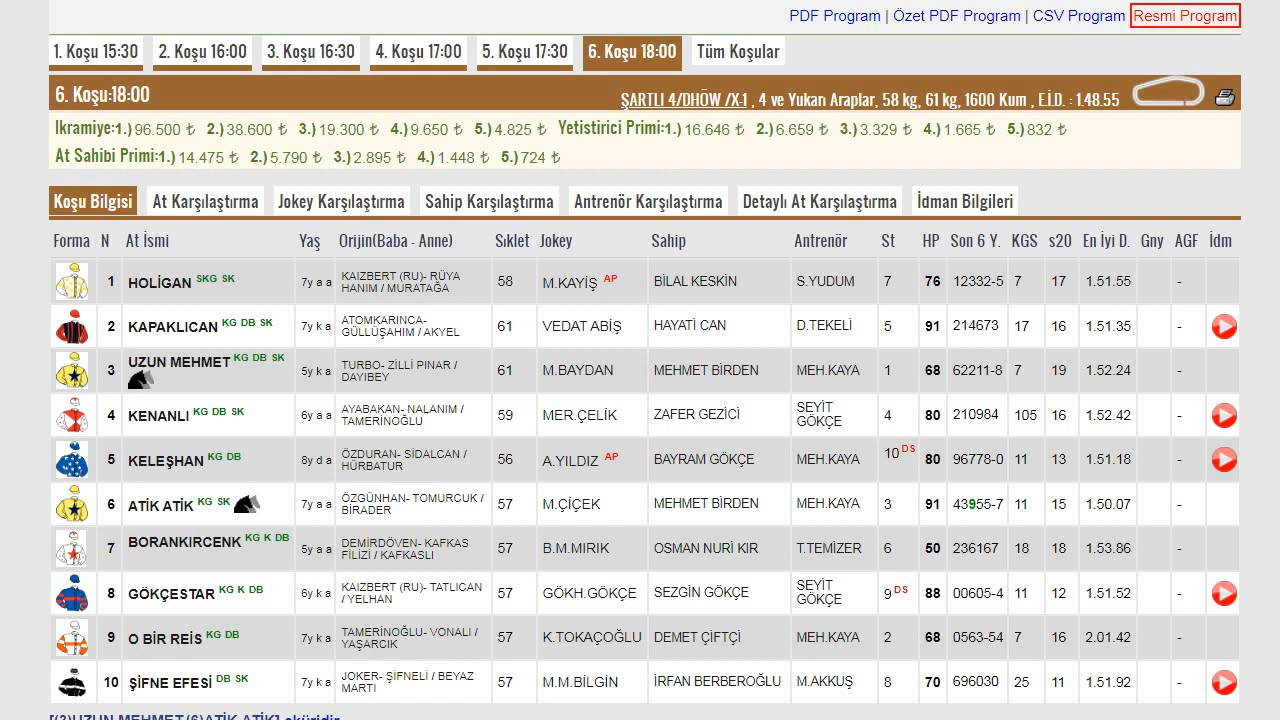 PDF Program | Özet PDF Program | CSV Program Resmi Program
1. Koşu 15:30 2. Koşu 16:00 3. Koşu 16:30 4. Koşu 17:00 5. Koşu 17:30 6. Koşu 18:00 Tüm Koşular
6. Koşu:18:00
ŞARTLI 4/DHÖW /X-1 , 4 ve Yukarı Araplar, 58 kg, 61 kg, 1600 Kum , E.İ.D. : 1.48.55
Ikramiye:1.) 96.500 ₺ 2.) 38.600 ₺ 3.) 19.300 ₺ 4.) 9.650 ₺ 5.) 4.825 ₺ Yetistirici Primi:1.) 16.646 ₺ 2.) 6.659 ₺ 3.) 3.329 ₺ 4.) 1.665 ₺ 5.) 832 ₺
At Sahibi Primi:1.) 14.475 ₺ 2.) 5.790 ₺ 3.) 2.895 ₺ 4.) 1.448 ₺ 5.) 724 ₺
Koşu Bilgisi At Karşılaştırma Jokey Karşılaştırma Sahip Karşılaştırma Antrenör Karşılaştırma Detaylı At Karşılaştırma İdman Bilgileri
Forma N At İsmi Yaş Orijin(Baba - Anne) Sıklet Jokey Sahip Antrenör St HP Son 6 Y. KGS s20 En İyi D. Gny AGF İdm
1 HOLİGAN SKG SK 7y a a KAIZBERT (RU)- RÜYA HANIM / MURATAĞA 58 M.KAYİŞ AP BİLAL KESKİN S.YUDUM 7 76 12332-5 7 17 1.51.55 -
2 KAPAKLICAN KG DB SK 7y k a ATOMKARINCA- GÜLLÜŞAHIM / AKYEL 61 VEDAT ABİŞ HAYATİ CAN D.TEKELİ 5 91 214673 17 16 1.51.35 -
3 UZUN MEHMET KG DB SK 5y k a TURBO- ZİLLİ PINAR / DAYIBEY 61 M.BAYDAN MEHMET BİRDEN MEH.KAYA 1 68 62211-8 7 19 1.52.24 -
4 KENANLI KG DB SK 6y a a AYABAKAN- NALANIM / TAMERİNOĞLU 59 MER.ÇELİK ZAFER GEZİCİ SEYİT GÖKÇE 4 80 210984 105 16 1.52.42 -
5 KELEŞHAN KG DB 8y d a ÖZDURAN- SİDALCAN / HÜRBATUR 56 A.YILDIZ AP BAYRAM GÖKÇE MEH.KAYA 10 DS 80 96778-0 11 13 1.51.18 -
6 ATİK ATİK KG SK 7y a a ÖZGÜNHAN- TOMURCUK / BİRADER 57 M.ÇİÇEK MEHMET BİRDEN MEH.KAYA 3 91 43955-7 11 15 1.50.07 -
7 BORANKIRCENK KG K DB 5y a a DEMİRDÖVEN- KAFKAS FİLİZİ / KAFKASLI 57 B.M.MIRIK OSMAN NURİ KIR T.TEMİZER 6 50 236167 18 18 1.53.86 -
8 GÖKÇESTAR KG K DB 6y k a KAIZBERT (RU)- TATLICAN / YELHAN 57 GÖKH.GÖKÇE SEZGİN GÖKÇE SEYİT GÖKÇE 9 DS 88 00605-4 11 12 1.51.52 -
9 O BİR REİS KG DB 7y k a TAMERİNOĞLU- VONALI / YAŞARCIK 57 K.TOKAÇOĞLU DEMET ÇİFTÇİ MEH.KAYA 2 68 0563-54 7 16 2.01.42 -
10 ŞİFNE EFESİ DB SK 7y k a JOKER- ŞİFNELİ / BEYAZ MARTI 57 M.M.BİLGİN İRFAN BERBEROĞLU M.AKKUŞ 8 70 696030 25 11 1.51.92 -
[(3)UZUN MEHMET,(6)ATİK ATİK] eküridir.